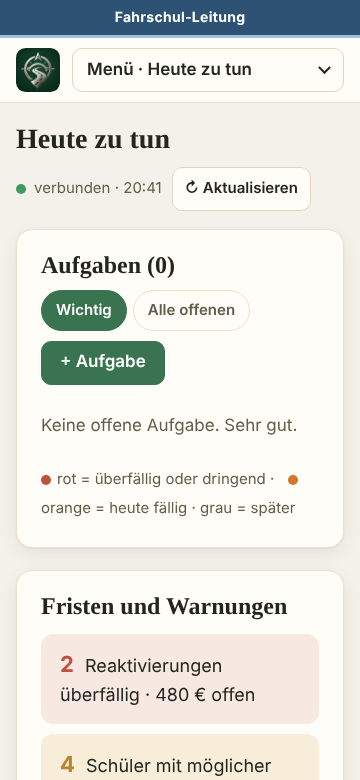 Fahrschul-Leitung
Menü · Heute zu tun
Heute zu tun
verbunden · 20:41
↻ Aktualisieren
Aufgaben (0)
Wichtig
Alle offenen
+ Aufgabe
Keine offene Aufgabe. Sehr gut.
rot = überfällig oder dringend ·
orange = heute fällig · grau = später
Fristen und Warnungen
2 Reaktivierungen
überfällig · 480 € offen
4 Schüler mit möglicher